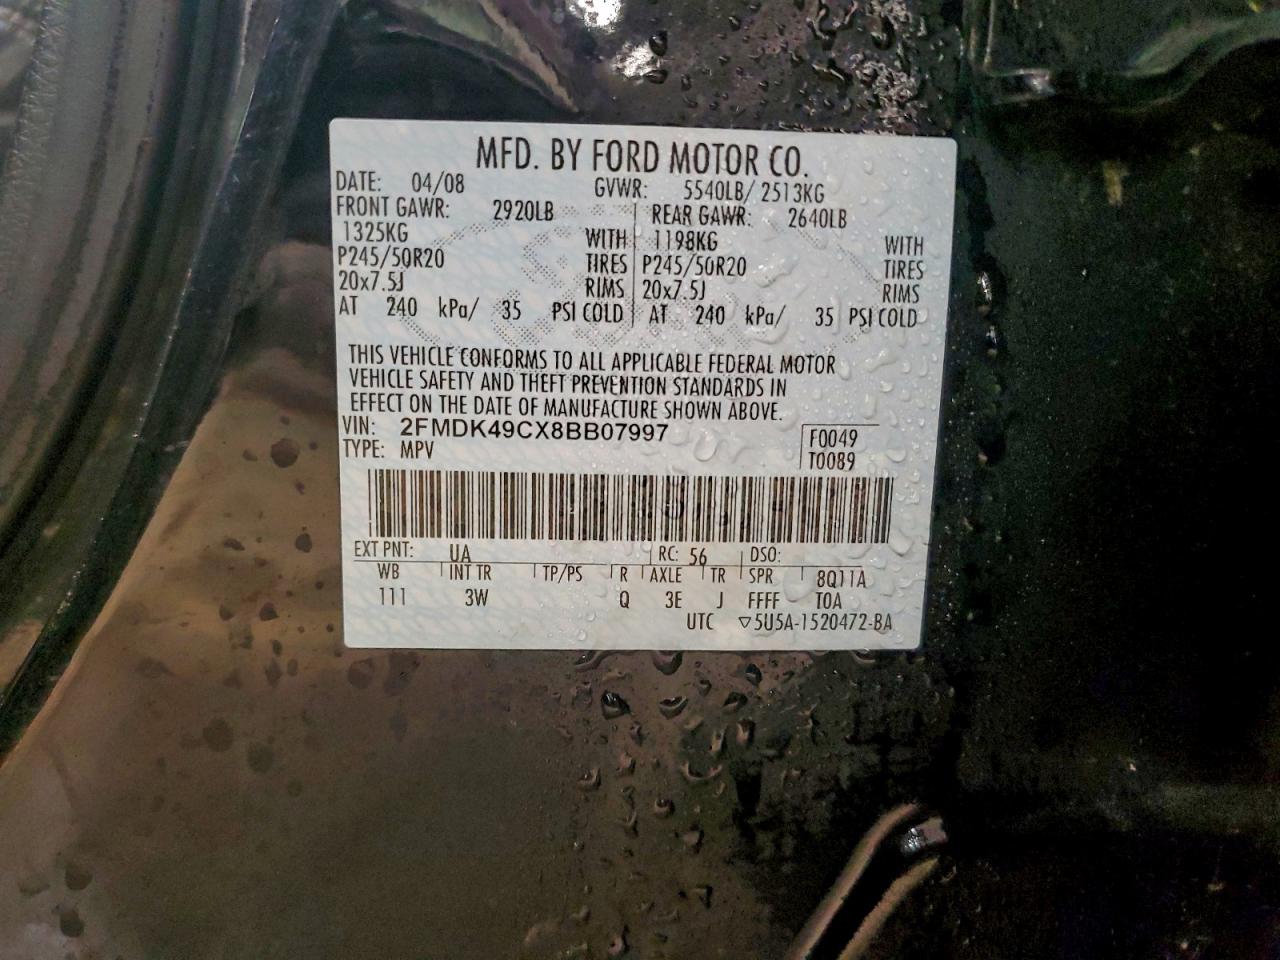 MFD. BY FORD MOTOR CO.
DATE: 04/08 GVWR: 5540LB/ 2513KG
FRONT GAWR: 2920LB REAR GAWR: 2640LB
1325KG WITH 1198KG WITH
P245/50R20 TIRES P245/50R20 TIRES
20x7.5J RIMS 20x7.5J RIMS
AT 240 kPa/ 35 PSI COLD AT 240 kPa/ 35 PSI COLD
THIS VEHICLE CONFORMS TO ALL APPLICABLE FEDERAL MOTOR
VEHICLE SAFETY AND THEFT PREVENTION STANDARDS IN
EFFECT ON THE DATE OF MANUFACTURE SHOWN ABOVE.
VIN: 2FMDK49CX8BB07997 F0049
TYPE: MPV T0089
EXT PNT: UA RC: 56 DSO:
WB INT TR TP/PS R AXLE TR SPR 8Q11A
111 3W Q 3E J FFFF T0A
UTC ▽5U5A-1520472-BA